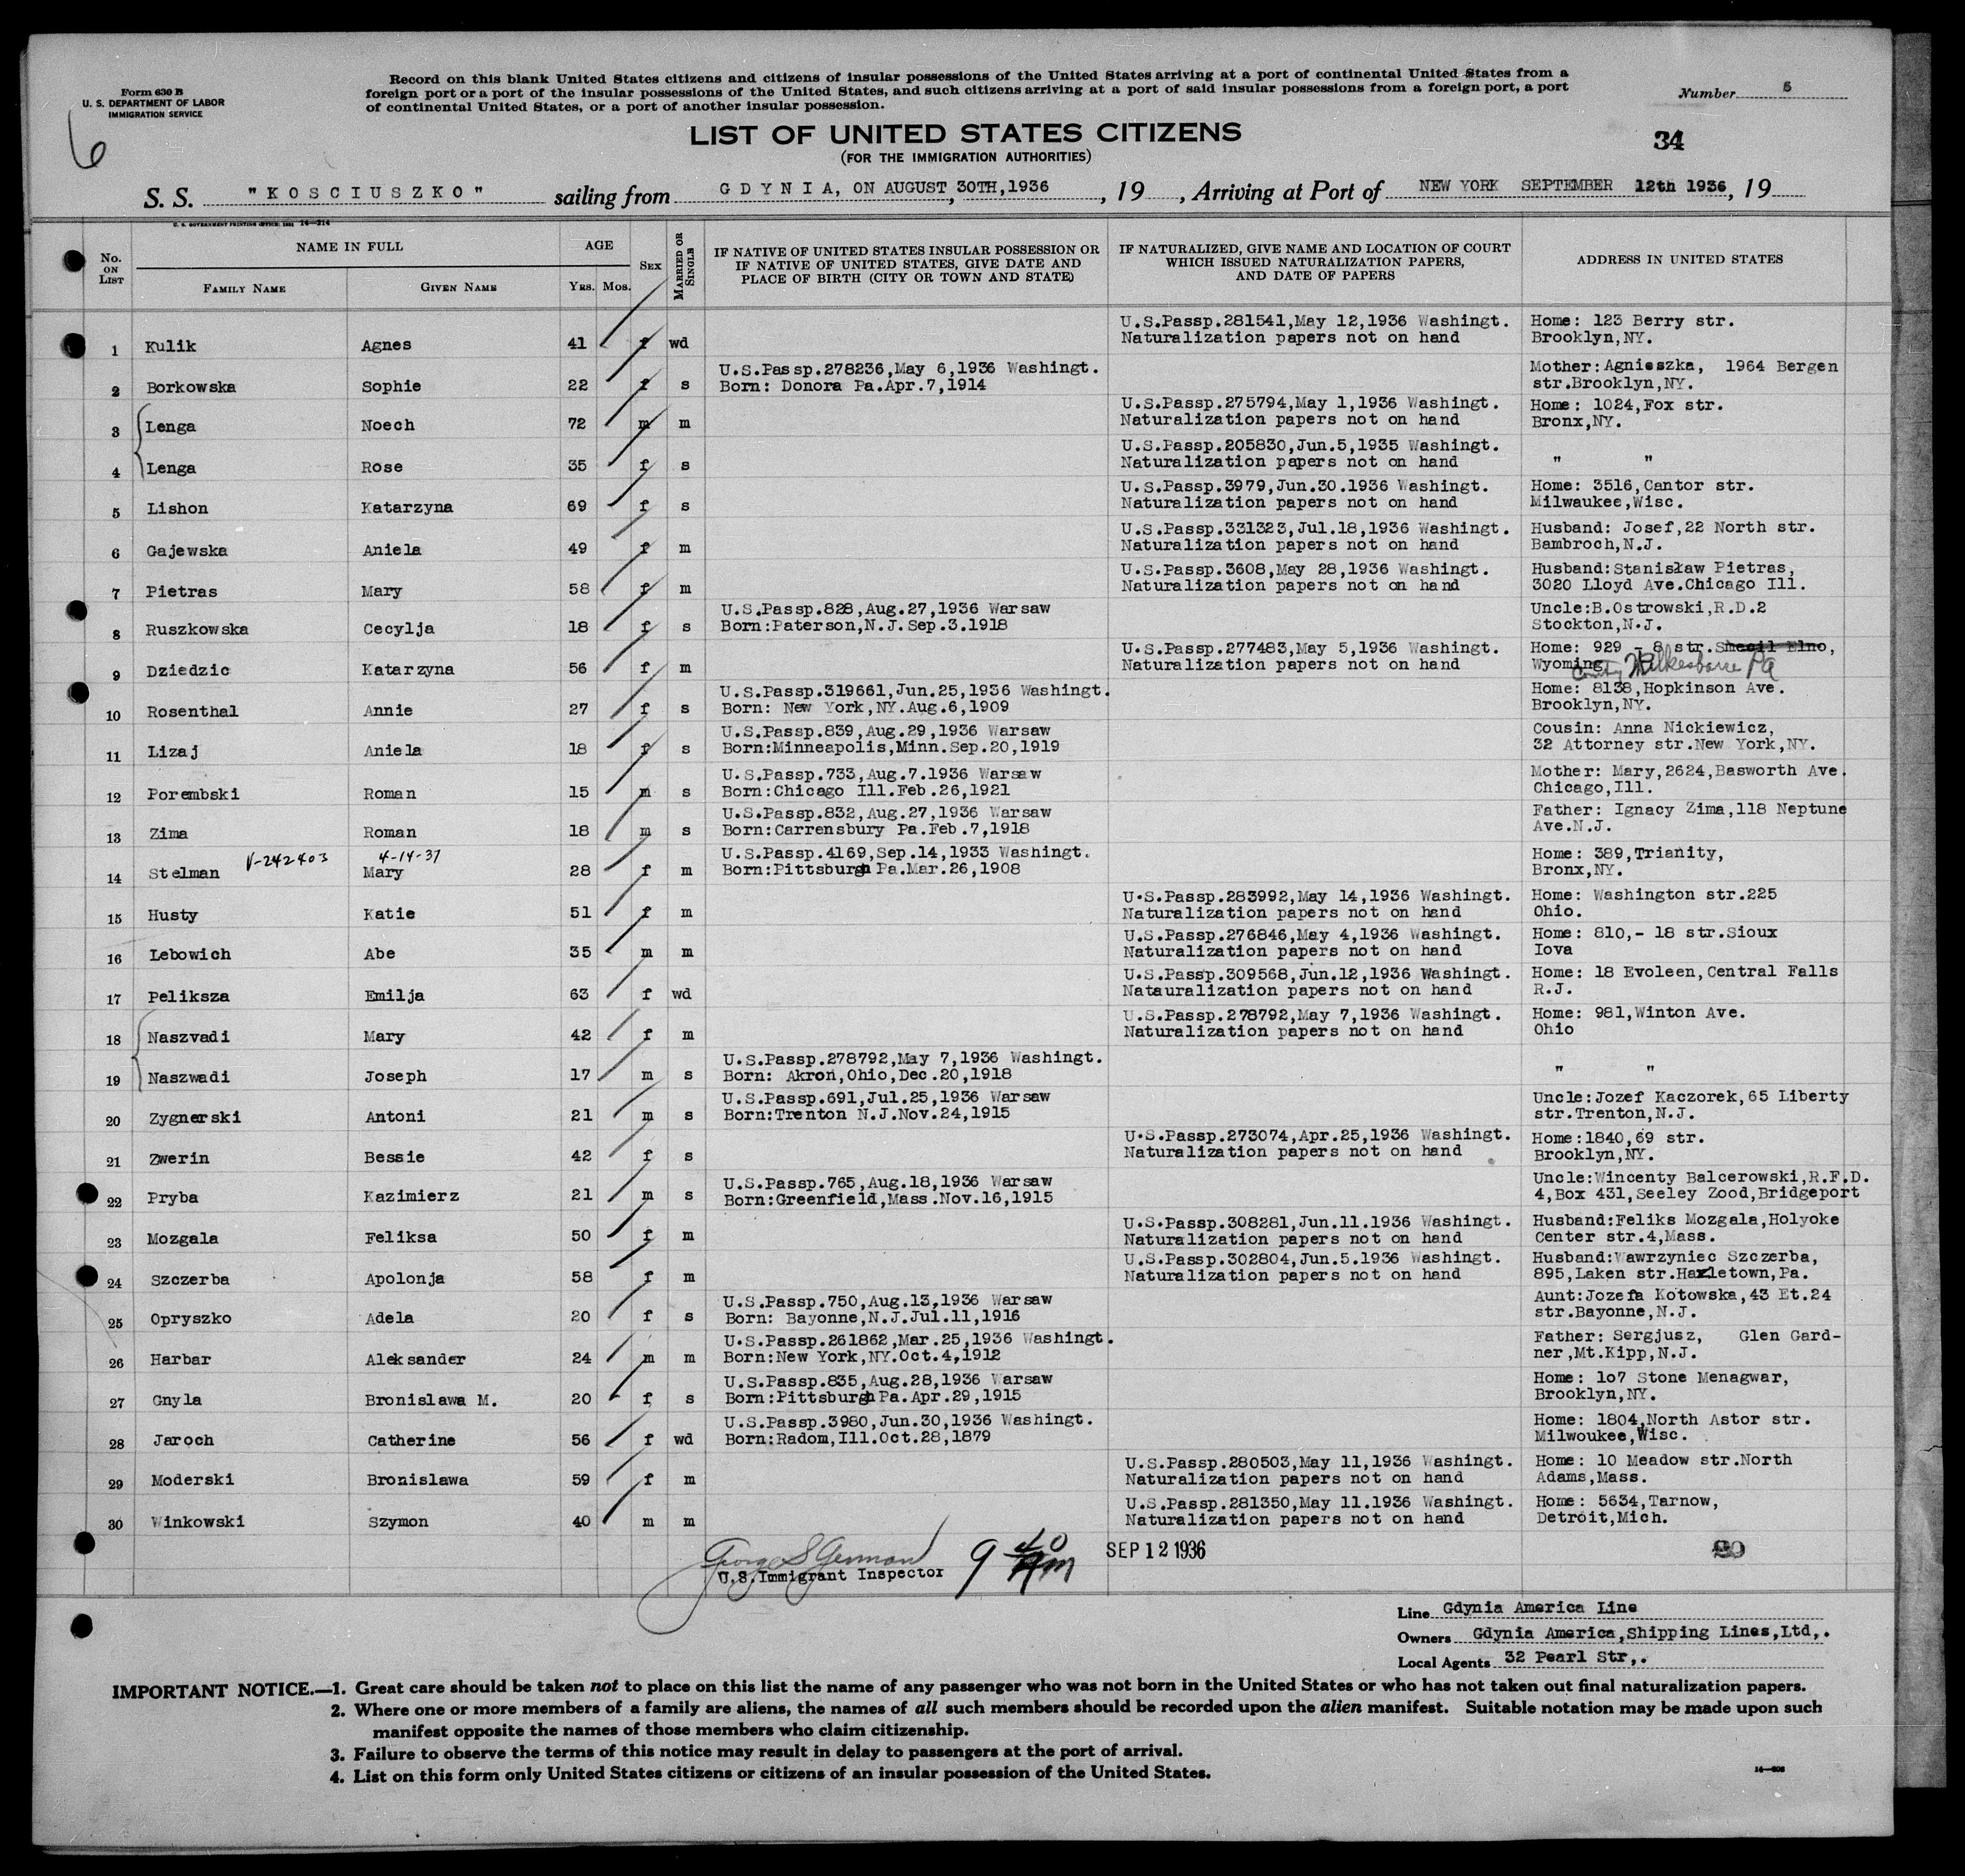 Form 630 B
U. S. DEPARTMENT OF LABOR
IMMIGRATION SERVICE
6
Record on this blank United States citizens and citizens of insular possessions of the United States arriving at a port of continental United States from a
foreign port or a port of the insular possessions of the United States, and such citizens arriving at a port of said insular possessions from a foreign port, a port
of continental United States, or a port of another insular possession.
Number 5
LIST OF UNITED STATES CITIZENS
(FOR THE IMMIGRATION AUTHORITIES)
34
S. S. "KOSCIUSZKO" sailing from GDYNIA, ON AUGUST 30TH,1936, 19 , Arriving at Port of NEW YORK SEPTEMBER 12th 1936, 19
U. S. GOVERNMENT PRINTING OFFICE: 1931 14—214
No. ON LIST
NAME IN FULL
FAMILY NAME
GIVEN NAME
AGE
YRS. MOS.
SEX
MARRIED OR SINGLE
IF NATIVE OF UNITED STATES INSULAR POSSESSION OR
IF NATIVE OF UNITED STATES, GIVE DATE AND
PLACE OF BIRTH (CITY OR TOWN AND STATE)
IF NATURALIZED, GIVE NAME AND LOCATION OF COURT
WHICH ISSUED NATURALIZATION PAPERS,
AND DATE OF PAPERS
ADDRESS IN UNITED STATES
U.S.Passp.281541,May 12,1936 Washingt. Home: 123 Berry str.
1 Kulik Agnes 41 f wd Naturalization papers not on hand Brooklyn,NY.
U.S.Passp.278236,May 6,1936 Washingt. Mother:Agnieszka, 1964 Bergen
2 Borkowska Sophie 22 f s Born: Donora Pa.Apr.7,1914 str.Brooklyn,NY.
U.S.Passp.275794,May 1,1936 Washingt. Home: 1024,Fox str.
3 Lenga Noech 72 m m Naturalization papers not on hand Bronx,NY.
U.S.Passp.205830,Jun.5,1935 Washingt.
4 Lenga Rose 35 f s Naturalization papers not on hand " "
U.S.Passp.3979,Jun.30.1936 Washingt. Home: 3516,Cantor str.
5 Lishon Katarzyna 69 f s Naturalization papers not on hand Milwaukee,Wisc.
U.S.Passp.331323,Jul.18,1936 Washingt. Husband: Josef,22 North str.
6 Gajewska Aniela 49 f m Naturalization papers not on hand Bambroch,N.J.
U.S.Passp.3608,May 28,1936 Washingt. Husband:Stanisław Pietras,
7 Pietras Mary 58 f m Naturalization papers not on hand 3020 Lloyd Ave.Chicago Ill.
U.S.Passp.828,Aug.27,1936 Warsaw Uncle:B.Ostrowski,R.D.2
8 Ruszkowska Cecylja 18 f s Born:Paterson,N.J.Sep.3.1918 Stockton,N.J.
U.S.Passp.277483,May 5,1936 Washingt. Home: 929 - 8 str.
9 Dziedzic Katarzyna 56 f m Naturalization papers not on hand Wyoming County Wilkesbarre Pa
U.S.Passp.319661,Jun.25,1936 Washingt. Home: 8138,Hopkinson Ave.
10 Rosenthal Annie 27 f s Born: New York,NY.Aug.6,1909 Brooklyn,NY.
U.S.Passp.839,Aug.29,1936 Warsaw Cousin: Anna Nickiewicz,
11 Lizaj Aniela 18 f s Born:Minneapolis,Minn.Sep.20,1919 32 Attorney str.New York,NY.
U.S.Passp.733,Aug.7.1936 Warsaw Mother: Mary,2624,Basworth Ave.
12 Porembski Roman 15 m s Born:Chicago Ill.Feb.26,1921 Chicago,Ill.
U.S.Passp.832,Aug.27,1936 Warsaw Father: Ignacy Zima,118 Neptune
13 Zima Roman 18 m s Born:Carrensbury Pa.Feb.7,1918 Ave.N.J.
V-242403 4-14-37 U.S.Passp.4169,Sep.14,1933 Washingt. Home: 389,Trianity,
14 Stelman Mary 28 f m Born:Pittsburgh Pa.Mar.26,1908 Bronx,NY.
U.S.Passp.283992,May 14,1936 Washingt. Home: Washington str.225
15 Husty Katie 51 f m Naturalization papers not on hand Ohio.
U.S.Passp.276846,May 4,1936 Washingt. Home: 810,- 18 str.Sioux
16 Lebowich Abe 35 m m Naturalization papers not on hand Iova
U.S.Passp.309568,Jun.12,1936 Washingt. Home: 18 Evoleen,Central Falls
17 Peliksza Emilja 63 f wd Natauralization papers not on hand R.J.
U.S.Passp.278792,May 7,1936 Washingt. Home: 981,Winton Ave.
18 Naszvadi Mary 42 f m Naturalization papers not on hand Ohio
U.S.Passp.278792,May 7,1936 Washingt.
19 Naszwadi Joseph 17 m s Born: Akron,Ohio,Dec.20,1918 " "
U.S.Passp.691,Jul.25,1936 Warsaw Uncle:Jozef Kaczorek,65 Liberty
20 Zygnerski Antoni 21 m s Born:Trenton N.J.Nov.24,1915 str.Trenton,N.J.
U.S.Passp.273074,Apr.25,1936 Washingt. Home:1840,69 str.
21 Zwerin Bessie 42 f s Naturalization papers not on hand Brooklyn,NY.
U.S.Passp.765,Aug.18,1936 Warsaw Uncle:Wincenty Balcerowski,R.F.D.
22 Pryba Kazimierz 21 m s Born:Greenfield,Mass.Nov.16,1915 4,Box 431,Seeley Zood,Bridgeport
U.S.Passp.308281,Jun.11.1936 Washingt. Husband:Feliks Mozgala,Holyoke
23 Mozgala Feliksa 50 f m Naturalization papers not on hand Center str.4,Mass.
U.S.Passp.302804,Jun.5.1936 Washingt. Husband:Wawrzyniec Szczerba,
24 Szczerba Apolonja 58 f m Naturalization papers not on hand 895,Laken str.Hazletown,Pa.
U.S.Passp.750,Aug.13,1936 Warsaw Aunt:Jozefa Kotowska,43 Et.24
25 Opryszko Adela 20 f s Born: Bayonne,N.J.Jul.11,1916 str.Bayonne,N.J.
U.S.Passp.261862,Mar.25,1936 Washingt. Father: Sergjusz, Glen Gard-
26 Harbar Aleksander 24 m m Born:New York,NY.Oct.4,1912 ner,Mt.Kipp,N.J.
U.S.Passp.835,Aug.28,1936 Warsaw Home: 1o7 Stone Menagwar,
27 Gnyla Bronislawa M. 20 f s Born:Pittsburgh Pa.Apr.29,1915 Brooklyn,NY.
U.S.Passp.3980,Jun.30,1936 Washingt. Home: 1804,North Astor str.
28 Jaroch Catherine 56 f wd Born:Radom,Ill.Oct.28,1879 Milwoukee,Wisc.
U.S.Passp.280503,May 11,1936 Washingt. Home: 10 Meadow str.North
29 Moderski Bronislawa 59 f m Naturalization papers not on hand Adams,Mass.
U.S.Passp.281350,May 11.1936 Washingt. Home: 5634,Tarnow,
30 Winkowski Szymon 40 m m Naturalization papers not on hand Detroit,Mich.
George S German 9 40 Am SEP 12 1936
U.S.Immigrant Inspector
Line Gdynia America Line
Owners Gdynia America,Shipping Lines,Ltd,.
Local Agents 32 Pearl Str,.
IMPORTANT NOTICE.—1. Great care should be taken not to place on this list the name of any passenger who was not born in the United States or who has not taken out final naturalization papers.
2. Where one or more members of a family are aliens, the names of all such members should be recorded upon the alien manifest. Suitable notation may be made upon such
manifest opposite the names of those members who claim citizenship.
3. Failure to observe the terms of this notice may result in delay to passengers at the port of arrival.
4. List on this form only United States citizens or citizens of an insular possession of the United States.